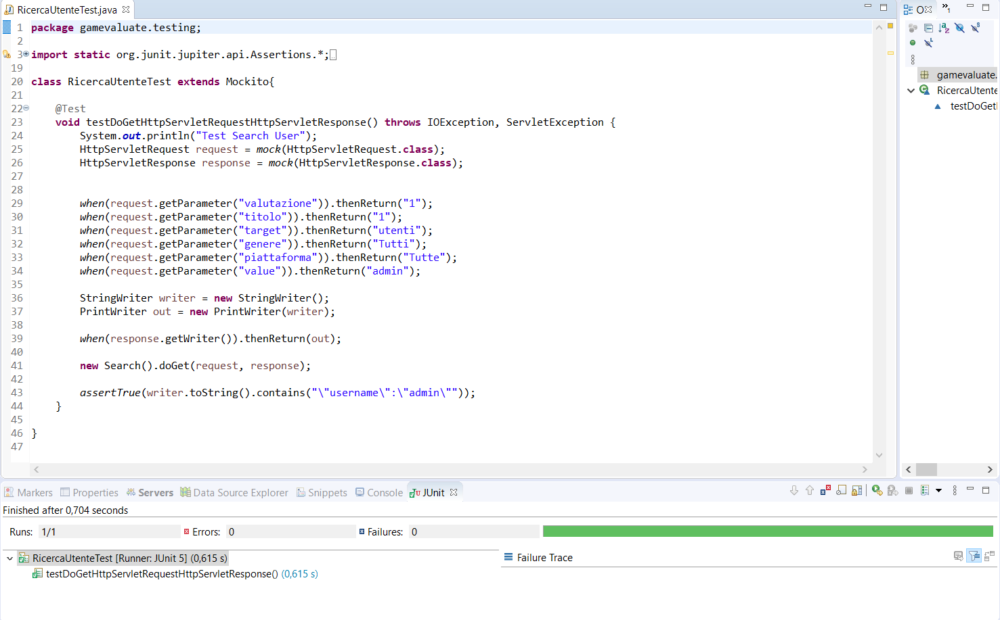 RicercaUtenteTest.java
1 package gamevaluate.testing;
2
3 import static org.junit.jupiter.api.Assertions.*;
19
20 class RicercaUtenteTest extends Mockito{
21
22 @Test
23 void testDoGetHttpServletRequestHttpServletResponse() throws IOException, ServletException {
24 System.out.println("Test Search User");
25 HttpServletRequest request = mock(HttpServletRequest.class);
26 HttpServletResponse response = mock(HttpServletResponse.class);
27
28
29 when(request.getParameter("valutazione")).thenReturn("1");
30 when(request.getParameter("titolo")).thenReturn("1");
31 when(request.getParameter("target")).thenReturn("utenti");
32 when(request.getParameter("genere")).thenReturn("Tutti");
33 when(request.getParameter("piattaforma")).thenReturn("Tutte");
34 when(request.getParameter("value")).thenReturn("admin");
35
36 StringWriter writer = new StringWriter();
37 PrintWriter out = new PrintWriter(writer);
38
39 when(response.getWriter()).thenReturn(out);
40
41 new Search().doGet(request, response);
42
43 assertTrue(writer.toString().contains("\"username\":\"admin\""));
44 }
45
46 }
47
O
1
gamevaluate.
RicercaUtente
testDoGet
Markers Properties Servers Data Source Explorer Snippets Console JUnit
Finished after 0,704 seconds
Runs: 1/1 Errors: 0 Failures: 0
RicercaUtenteTest [Runner: JUnit 5] (0,615 s)
testDoGetHttpServletRequestHttpServletResponse() (0,615 s)
Failure Trace